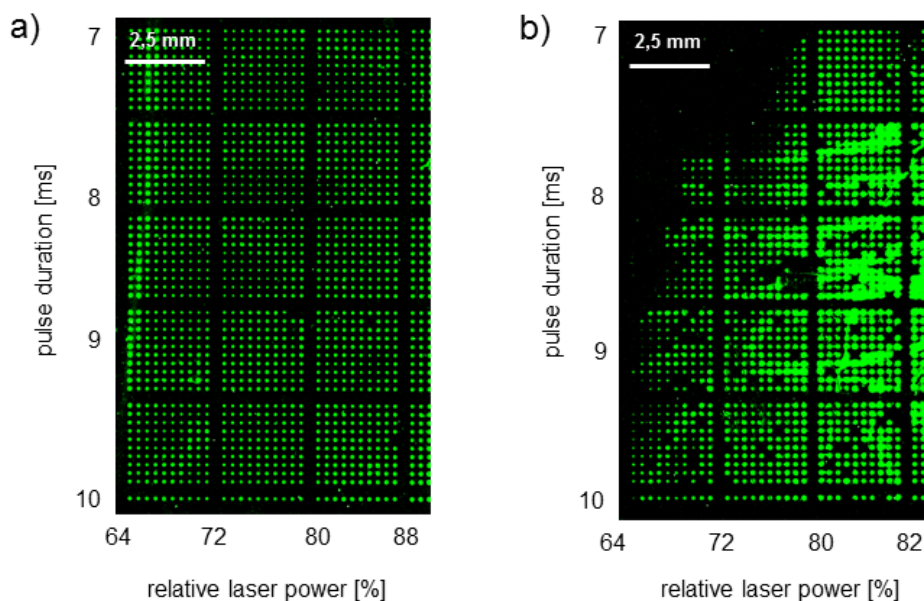 a)
2,5 mm
7
8
9
10
pulse duration [ms]
64 72 80 88
relative laser power [%]
b)
2,5 mm
7
8
9
10
pulse duration [ms]
64 72 80 82
relative laser power [%]